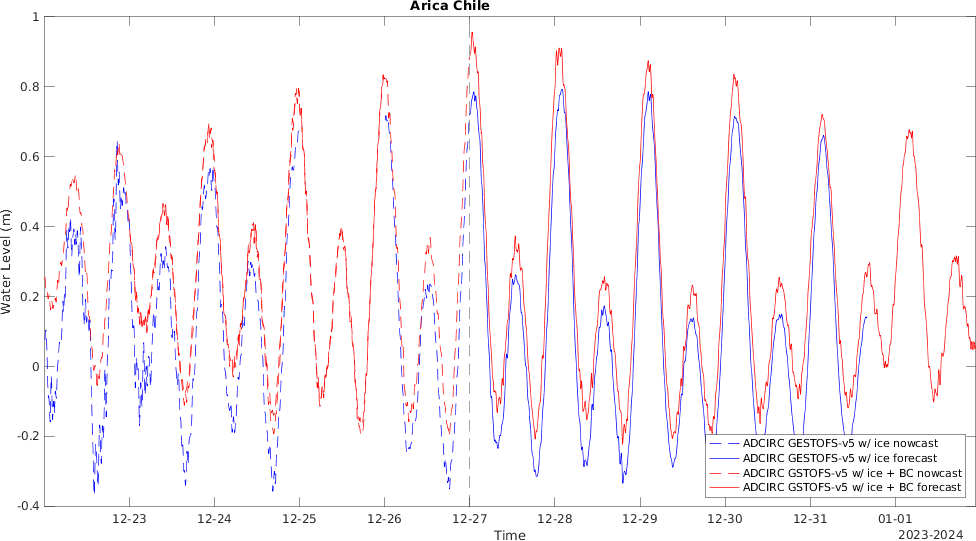 Arica Chile
1
0.8
0.6
0.4
0.2
0
-0.2
-0.4
Water Level (m)
ADCIRC GESTOFS-v5 w/ ice nowcast
ADCIRC GESTOFS-v5 w/ ice forecast
ADCIRC GSTOFS-v5 w/ ice + BC nowcast
ADCIRC GSTOFS-v5 w/ ice + BC forecast
12-23 12-24 12-25 12-26 12-27 12-28 12-29 12-30 12-31 01-01
Time
2023-2024